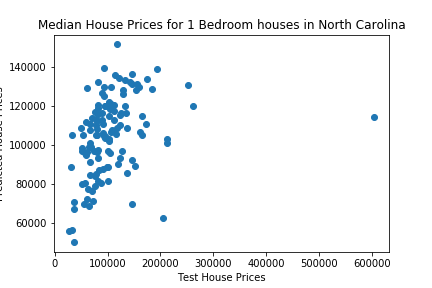 Median House Prices for 1 Bedroom houses in North Carolina
Predicted House Prices
140000
120000
100000
80000
60000
0 100000 200000 300000 400000 500000 600000
Test House Prices